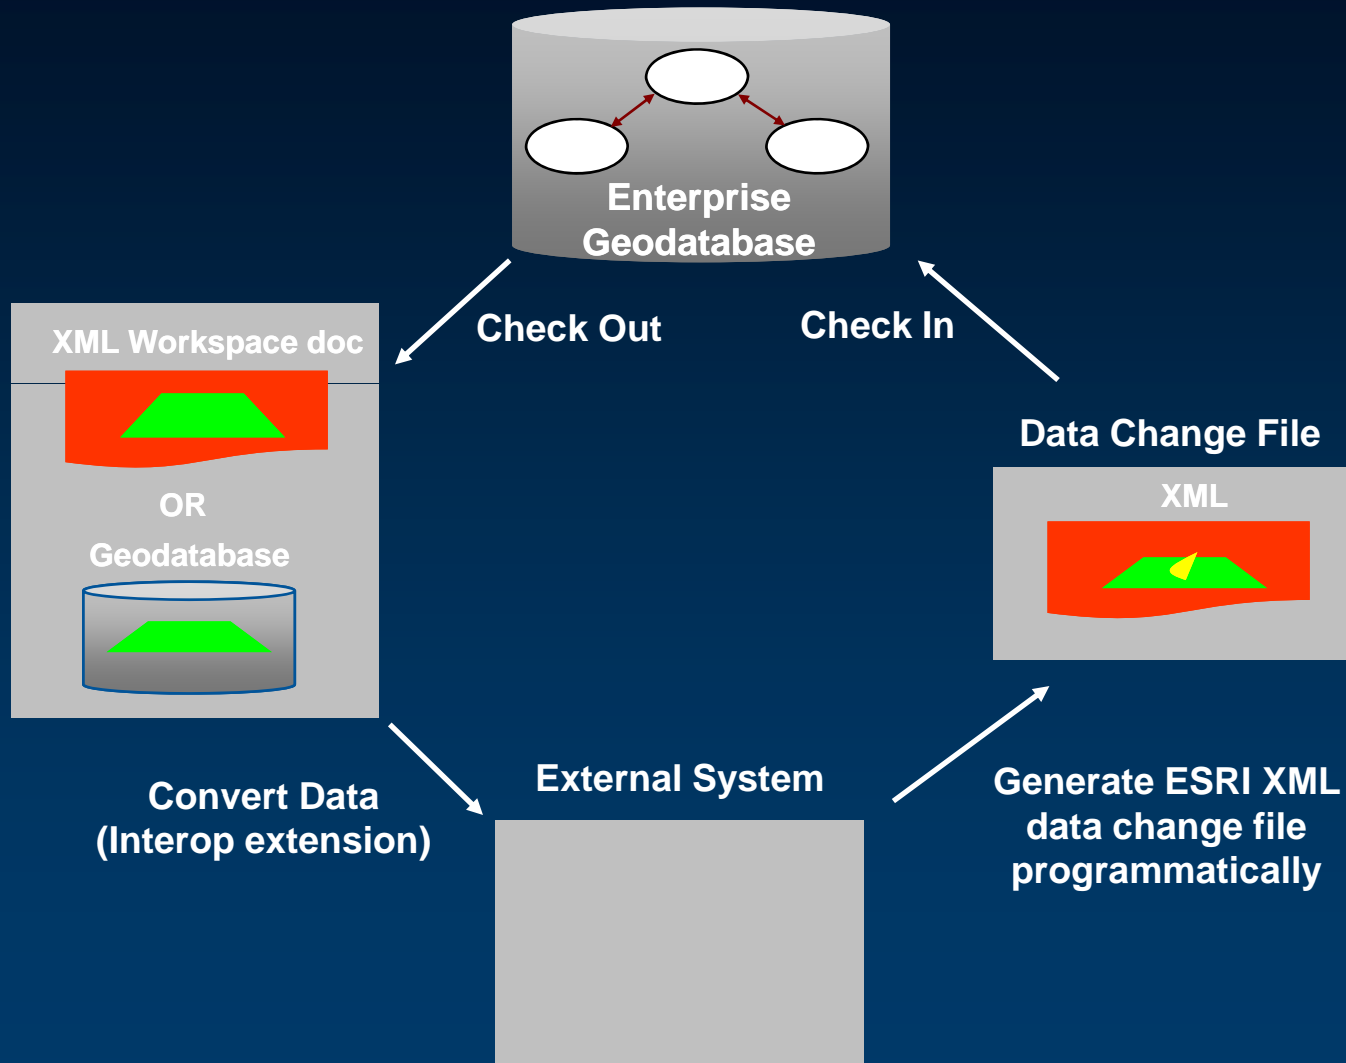 Enterprise
Geodatabase
Check Out
Check In
XML Workspace doc
OR
Geodatabase
Data Change File
XML
Convert Data
(Interop extension)
External System
Generate ESRI XML
data change file
programmatically